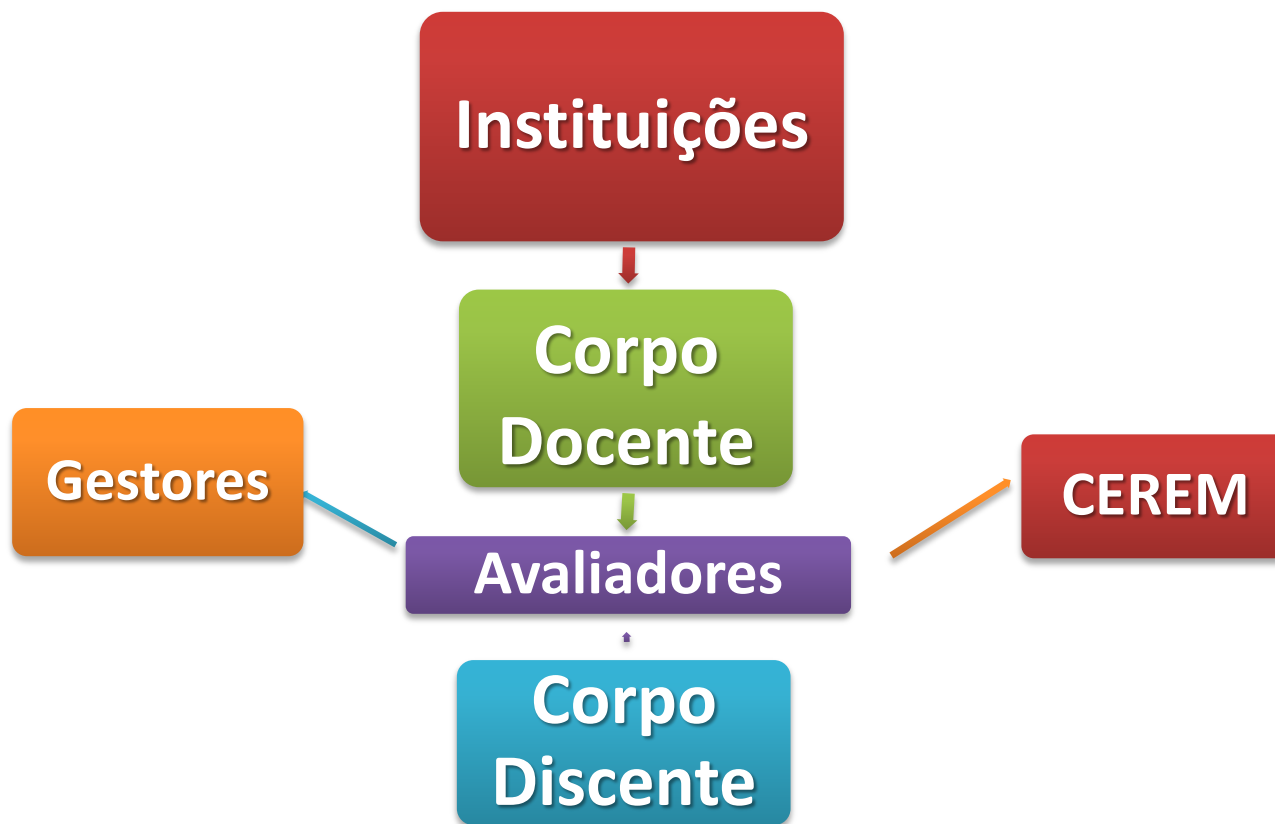 Instituições
Corpo
Docente
Gestores
CEREM
Avaliadores
Corpo
Discente